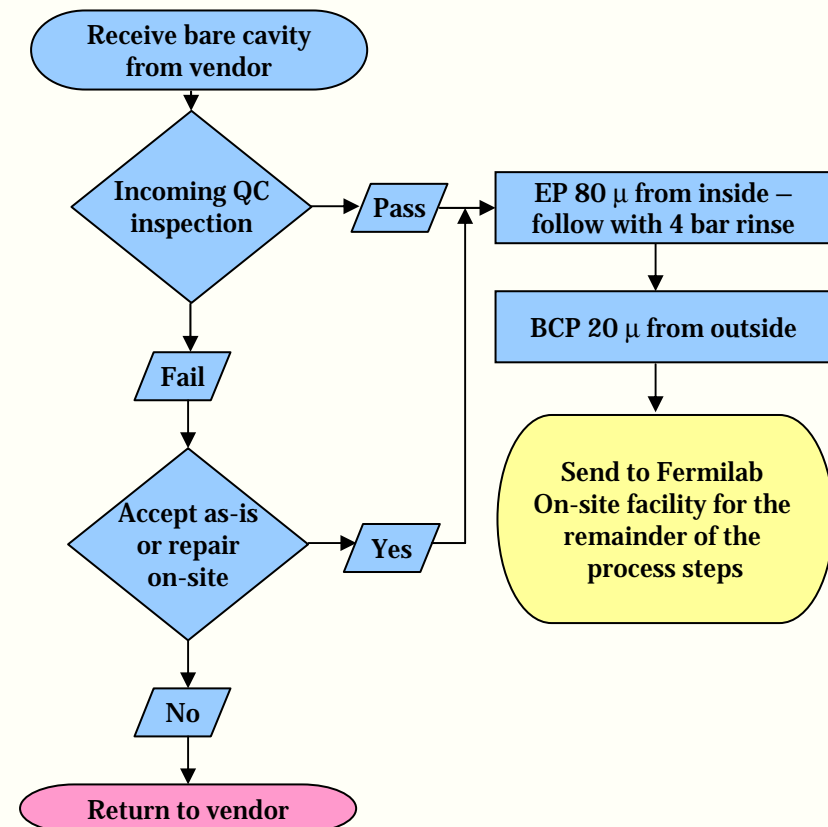 Receive bare cavity
from vendor
Incoming QC
inspection
Pass
EP 80 μ from inside –
follow with 4 bar rinse
BCP 20 μ from outside
Fail
Send to Fermilab
On-site facility for the
remainder of the
process steps
Accept as-is
or repair
on-site
Yes
No
Return to vendor